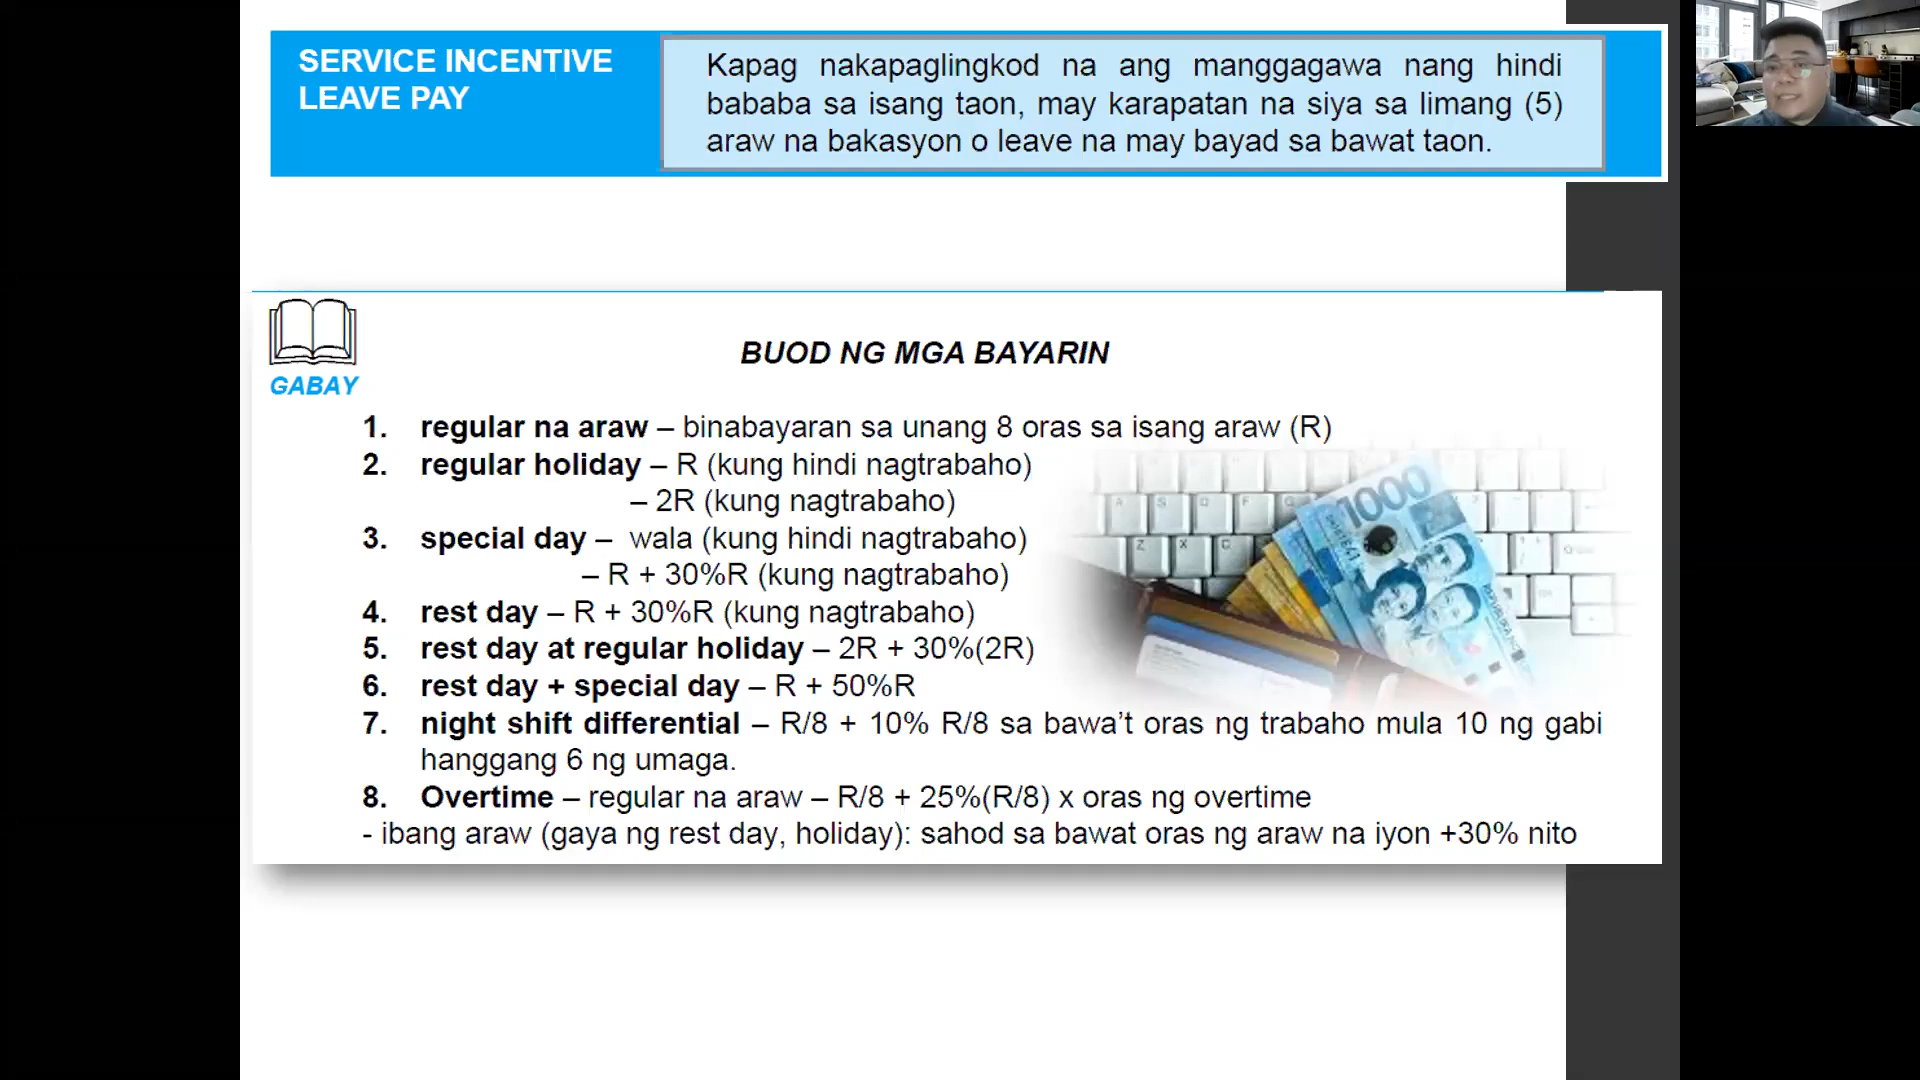 SERVICE INCENTIVE
LEAVE PAY
Kapag nakapaglingkod na ang manggagawa nang hindi
bababa sa isang taon, may karapatan na siya sa limang (5)
araw na bakasyon o leave na may bayad sa bawat taon.
GABAY
BUOD NG MGA BAYARIN
1. regular na araw – binabayaran sa unang 8 oras sa isang araw (R)
2. regular holiday – R (kung hindi nagtrabaho)
– 2R (kung nagtrabaho)
3. special day – wala (kung hindi nagtrabaho)
– R + 30%R (kung nagtrabaho)
4. rest day – R + 30%R (kung nagtrabaho)
5. rest day at regular holiday – 2R + 30%(2R)
6. rest day + special day – R + 50%R
7. night shift differential – R/8 + 10% R/8 sa bawa’t oras ng trabaho mula 10 ng gabi
hanggang 6 ng umaga.
8. Overtime – regular na araw – R/8 + 25%(R/8) x oras ng overtime
- ibang araw (gaya ng rest day, holiday): sahod sa bawat oras ng araw na iyon +30% nito
1000